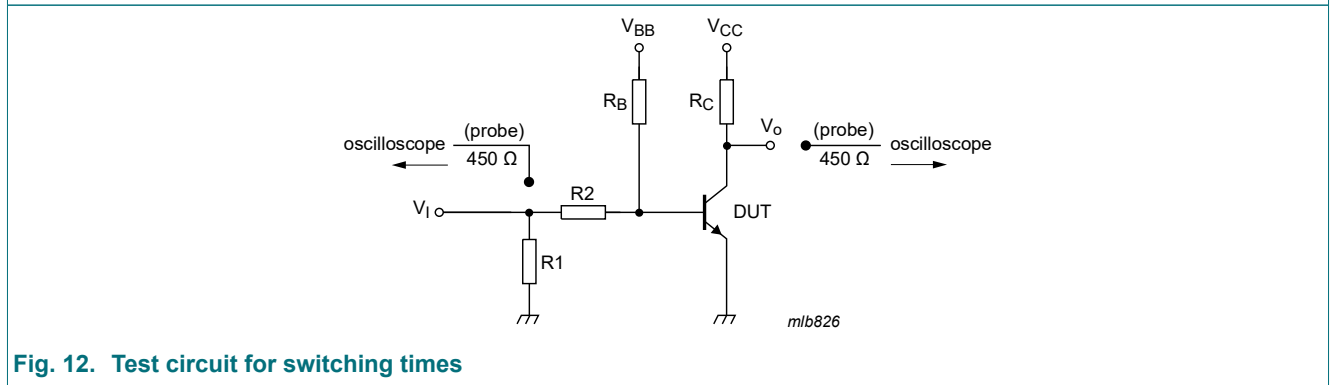 VBB VCC
RB RC
Vo
oscilloscope (probe) 450 Ω
(probe) 450 Ω oscilloscope
R2
VI
DUT
R1
mlb826
Fig. 12. Test circuit for switching times